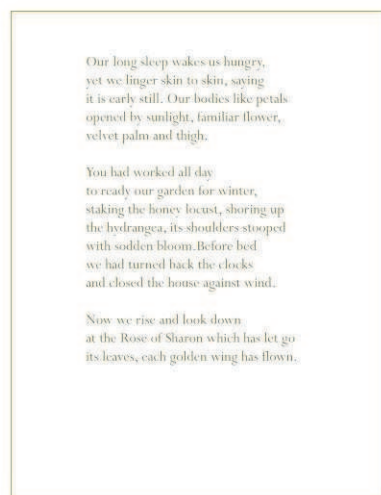 Our long sleep wakes us hungry,
yet we linger skin to skin, saying
it is early still. Our bodies like petals
opened by sunlight, familiar flower,
velvet palm and thigh.

You had worked all day
to ready our garden for winter,
staking the honey locust, shoring up
the hydrangea, its shoulders stooped
with sodden bloom.Before bed
we had turned back the clocks
and closed the house against wind.

Now we rise and look down
at the Rose of Sharon which has let go
its leaves, each golden wing has flown.